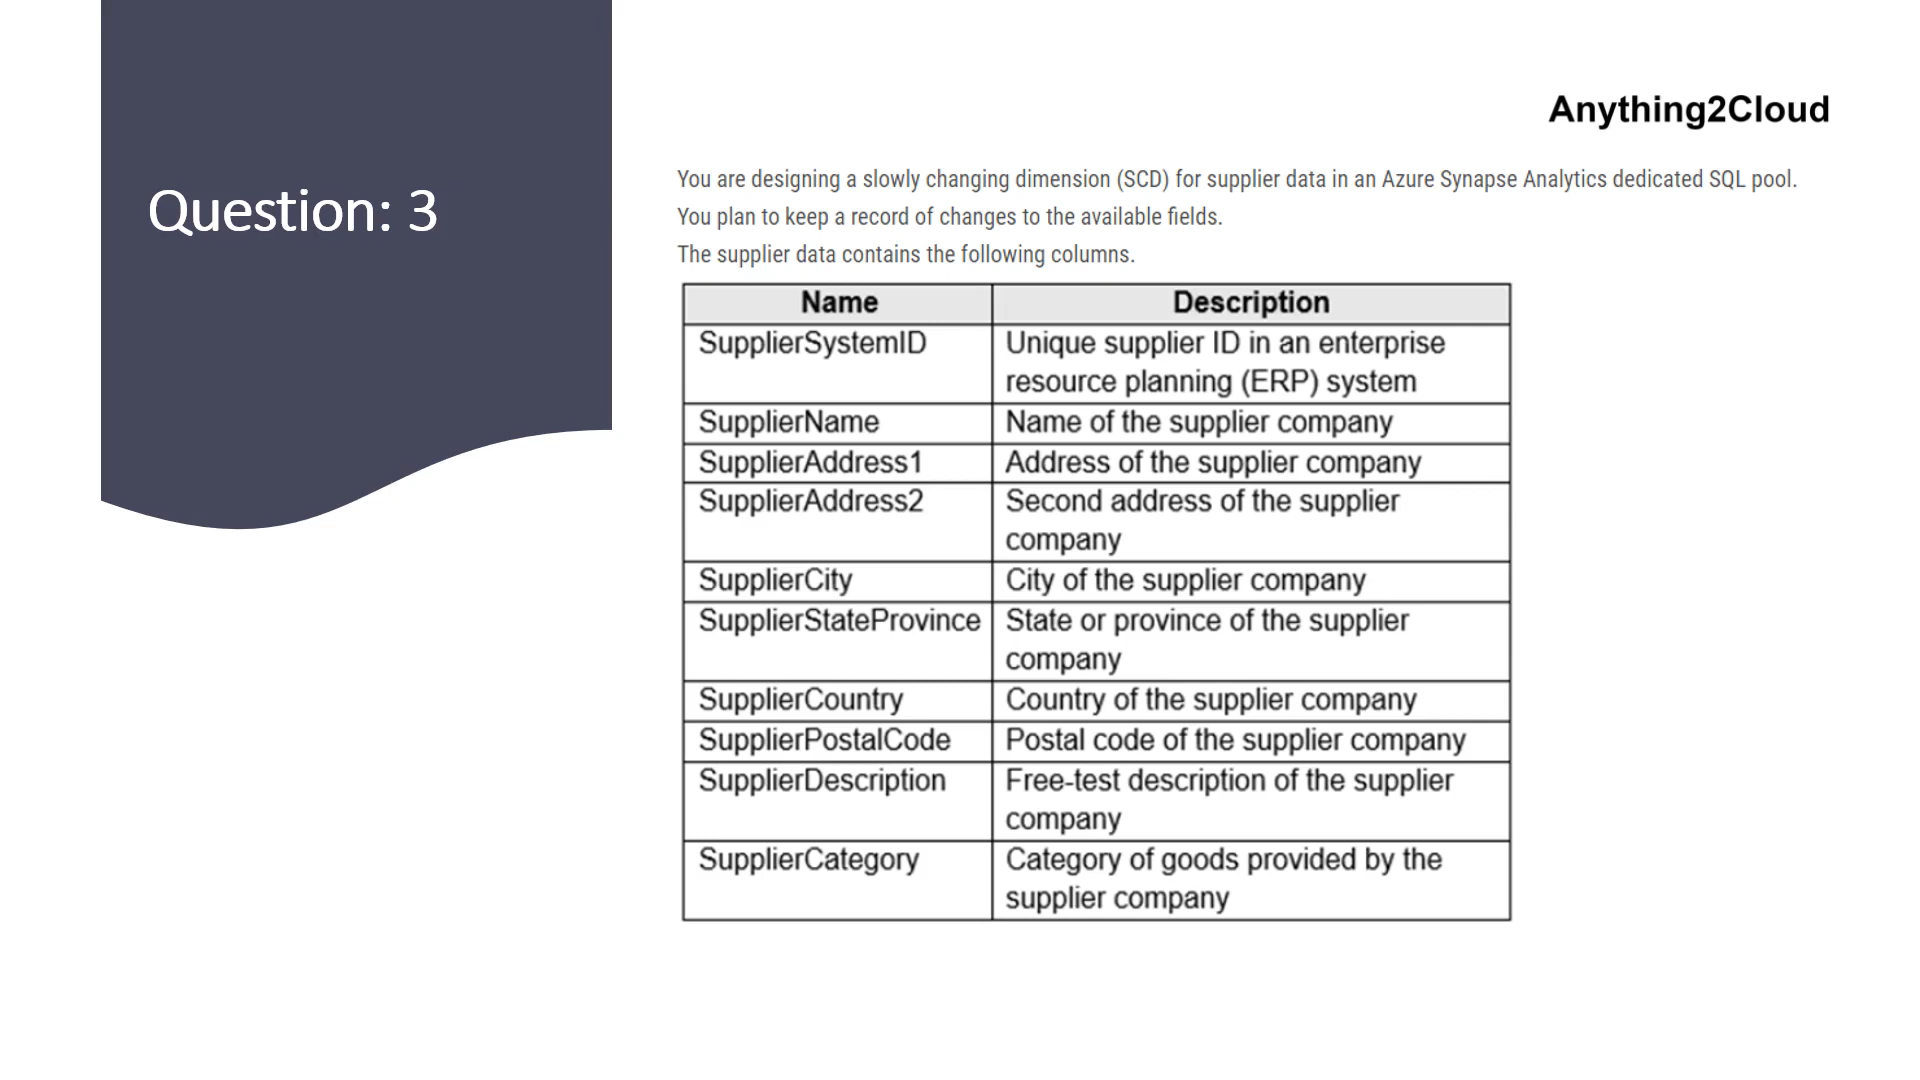 Question: 3
Anything2Cloud
You are designing a slowly changing dimension (SCD) for supplier data in an Azure Synapse Analytics dedicated SQL pool.
You plan to keep a record of changes to the available fields.
The supplier data contains the following columns.
Name Description
SupplierSystemID Unique supplier ID in an enterprise
resource planning (ERP) system
SupplierName Name of the supplier company
SupplierAddress1 Address of the supplier company
SupplierAddress2 Second address of the supplier
company
SupplierCity City of the supplier company
SupplierStateProvince State or province of the supplier
company
SupplierCountry Country of the supplier company
SupplierPostalCode Postal code of the supplier company
SupplierDescription Free-test description of the supplier
company
SupplierCategory Category of goods provided by the
supplier company